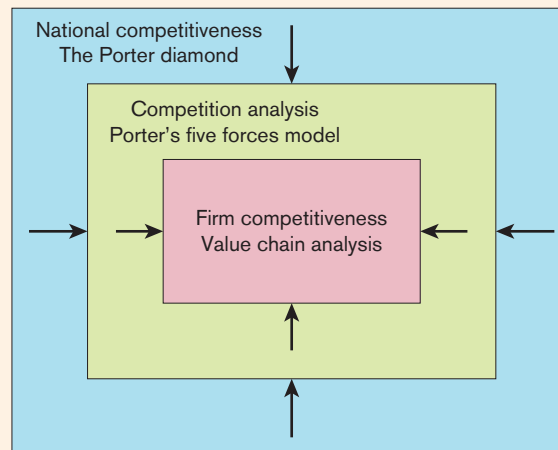 National competitiveness
The Porter diamond
Competition analysis
Porter's five forces model
Firm competitiveness
Value chain analysis